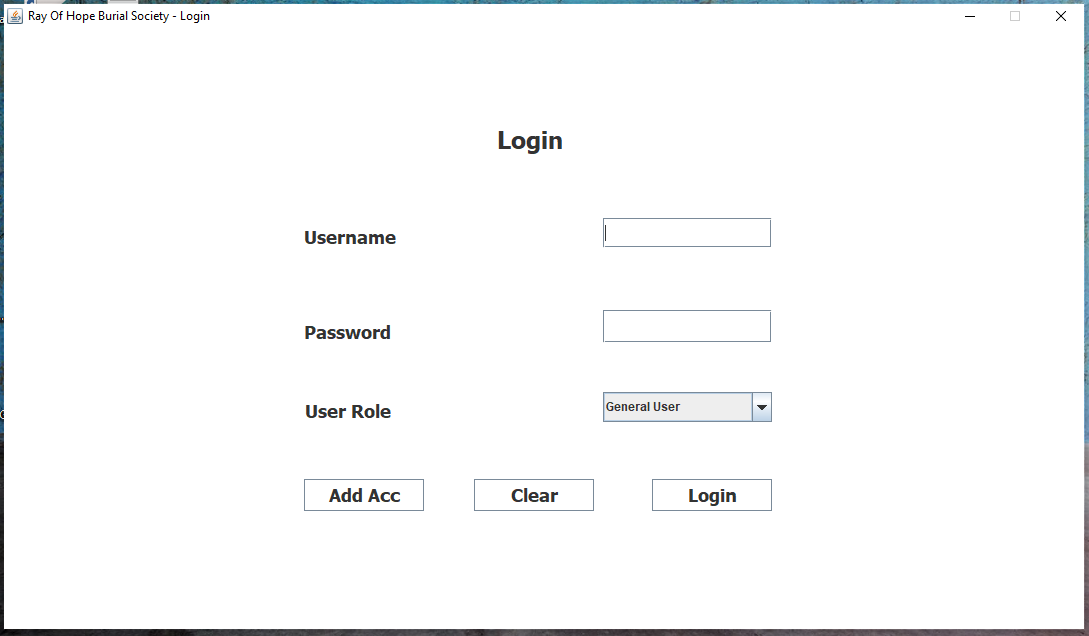 Ray Of Hope Burial Society - Login
Login
Username
Password
User Role
General User
Add Acc
Clear
Login